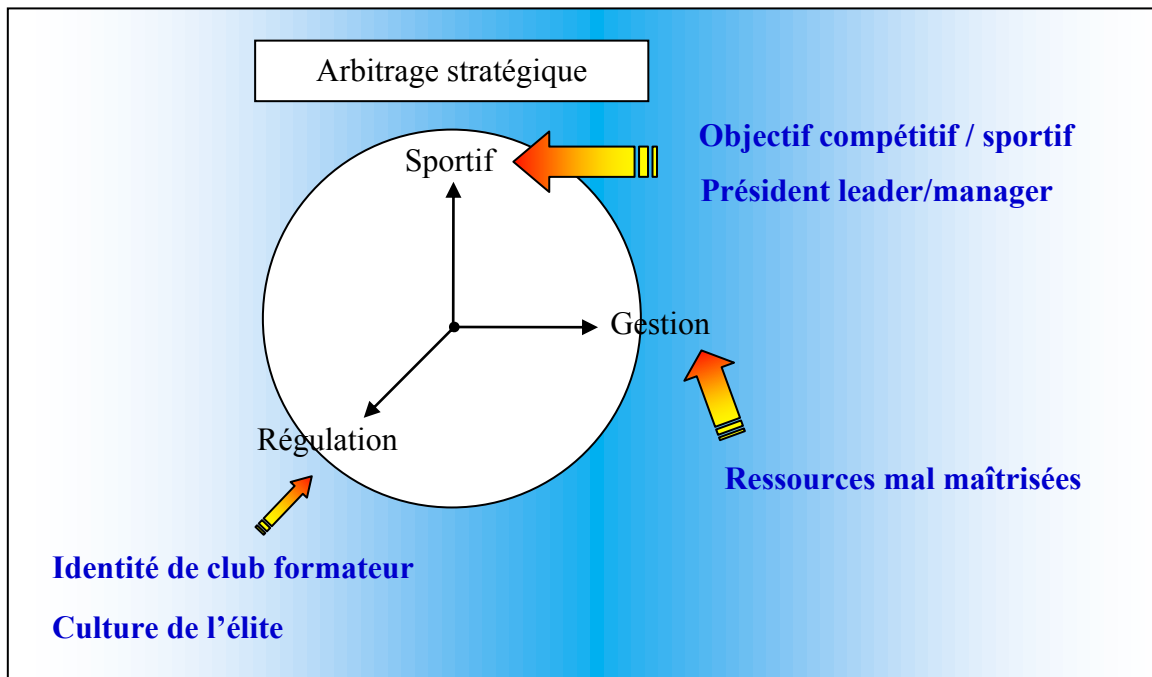 Arbitrage stratégique
Objectif compétitif / sportif
Sportif
Président leader/manager
Gestion
Régulation
Ressources mal maîtrisées
Identité de club formateur
Culture de l’élite